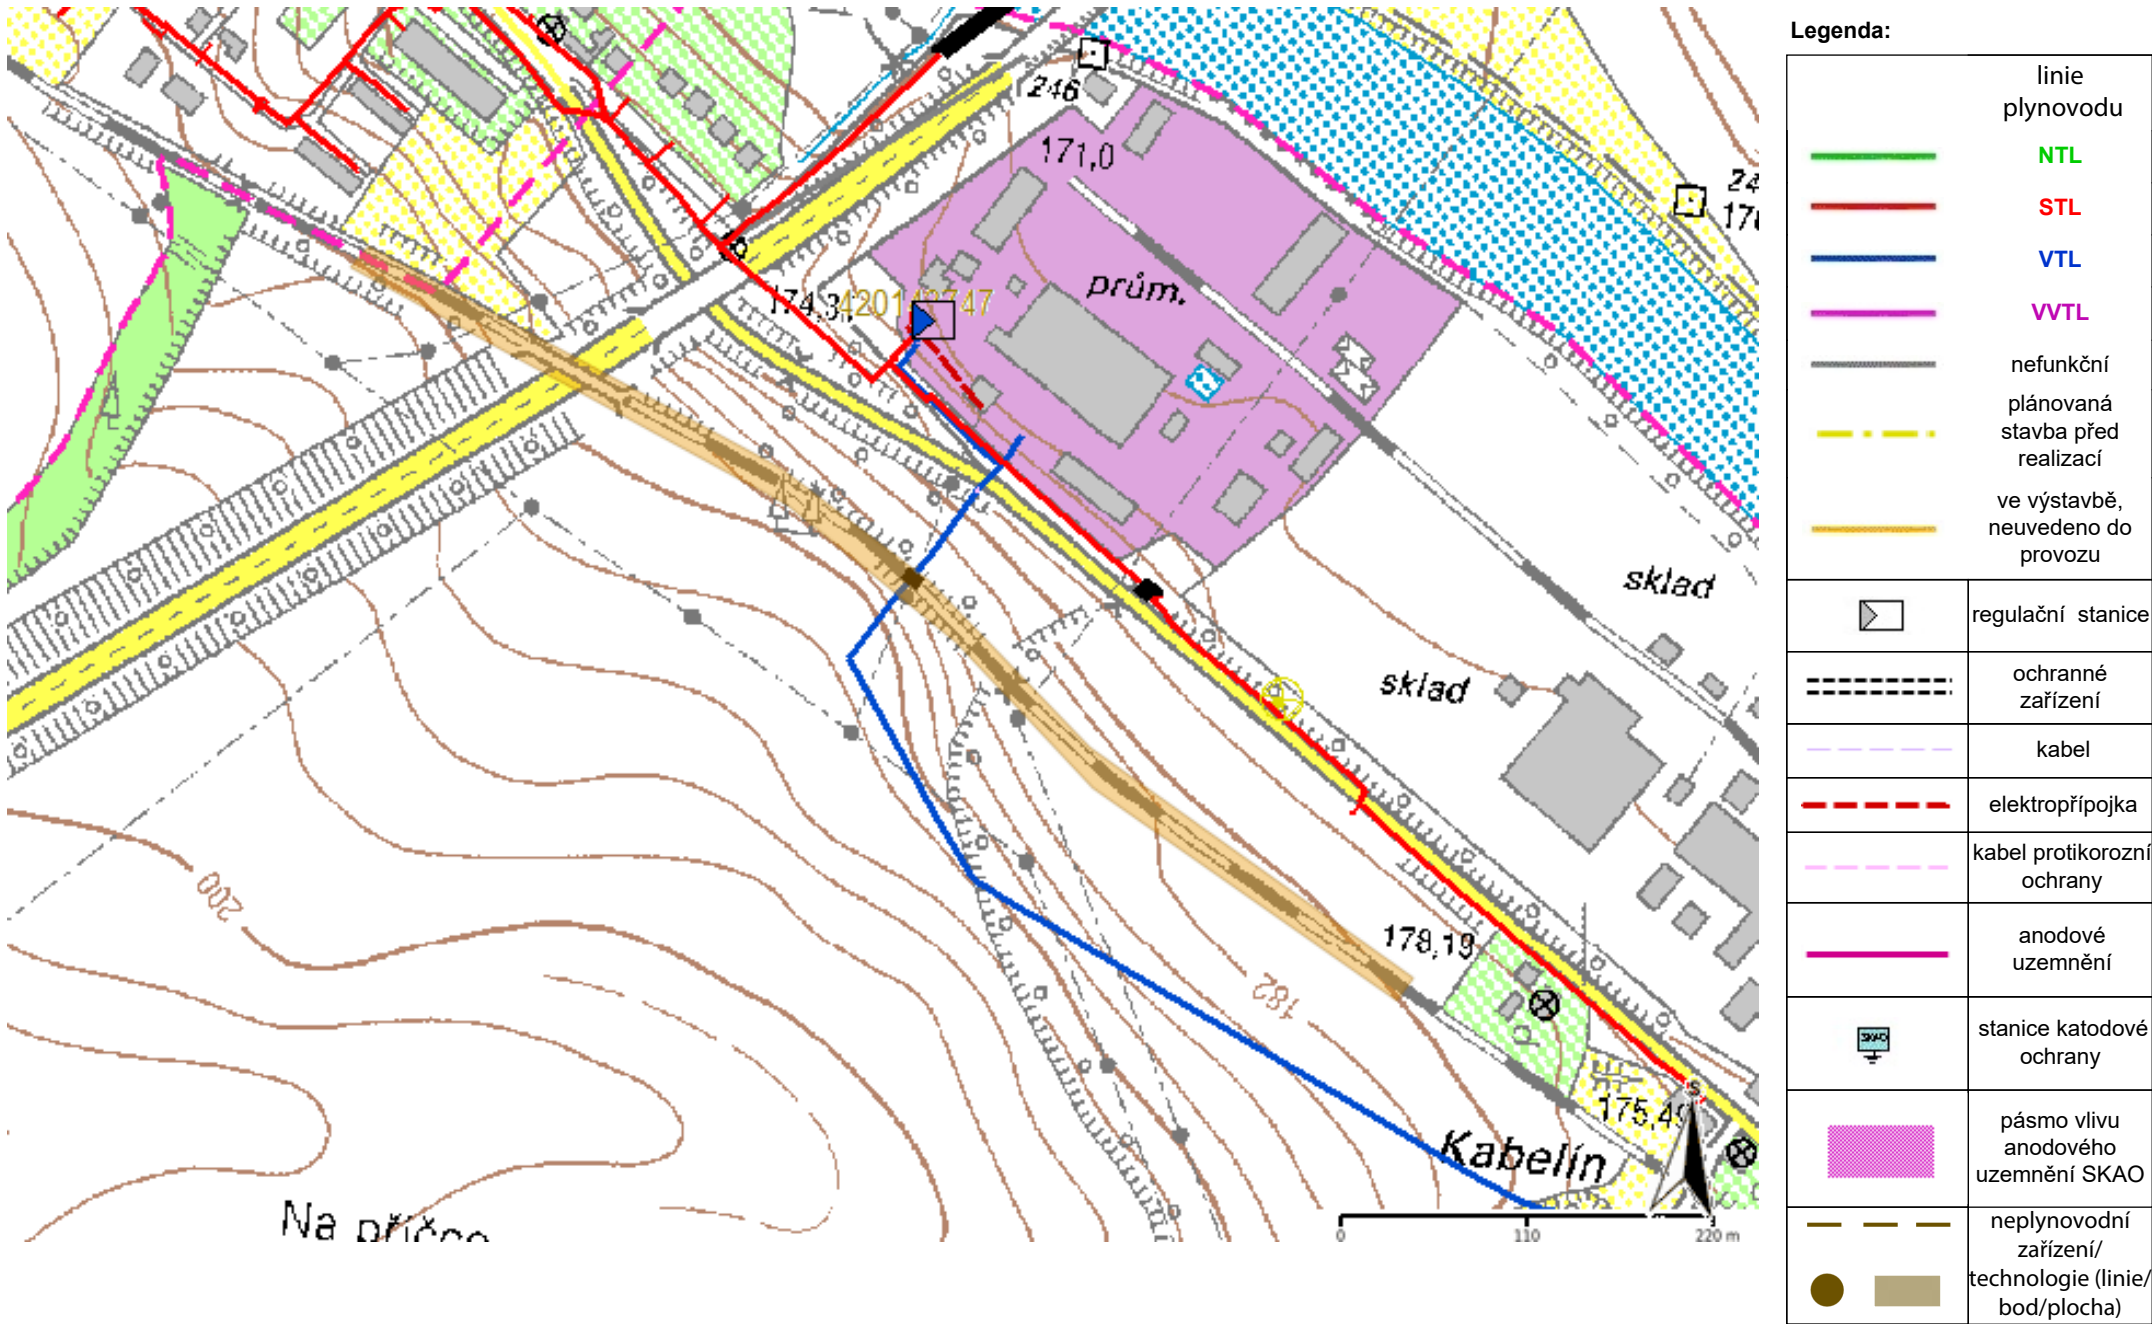 Legenda:
linie
plynovodu
NTL
STL
VTL
VVTL
nefunkční
plánovaná
stavba před
realizací
ve výstavbě,
neuvedeno do
provozu
regulační stanice
ochranné
zařízení
kabel
elektropřípojka
kabel protikorozní
ochrany
anodové
uzemnění
SKAO
stanice katodové
ochrany
pásmo vlivu
anodového
uzemnění SKAO
neplynovodní
zařízení/
technologie (linie/
bod/plocha)
246
171,0
prům.
174,3
sklad
sklad
200
182
178,19
175,49
Kabelín
Na příčce
0
110
220 m